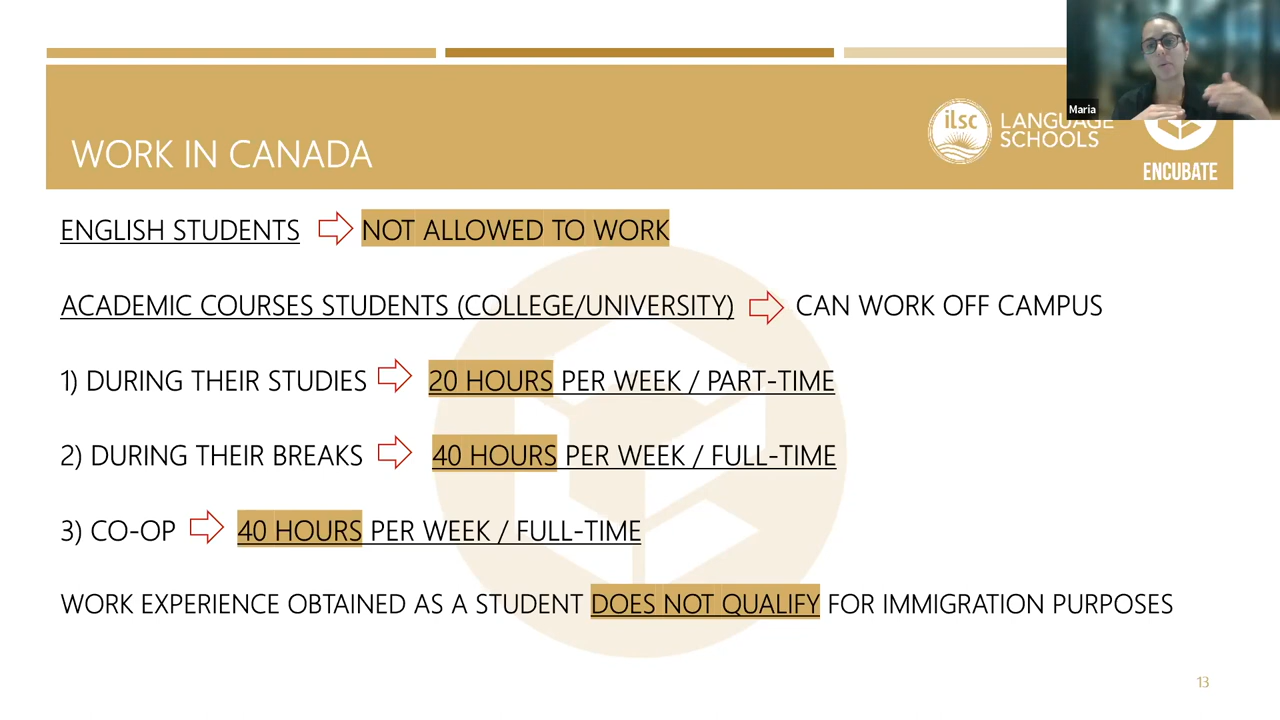 Maria
WORK IN CANADA
ilsc
LANGUAGE
SCHOOLS
ENCUBATE
ENGLISH STUDENTS NOT ALLOWED TO WORK
ACADEMIC COURSES STUDENTS (COLLEGE/UNIVERSITY) CAN WORK OFF CAMPUS
1) DURING THEIR STUDIES 20 HOURS PER WEEK / PART-TIME
2) DURING THEIR BREAKS 40 HOURS PER WEEK / FULL-TIME
3) CO-OP 40 HOURS PER WEEK / FULL-TIME
WORK EXPERIENCE OBTAINED AS A STUDENT DOES NOT QUALIFY FOR IMMIGRATION PURPOSES
13